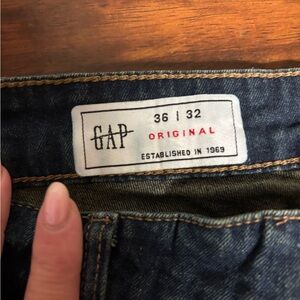 36 | 32
GAP
ORIGINAL
ESTABLISHED IN 1969